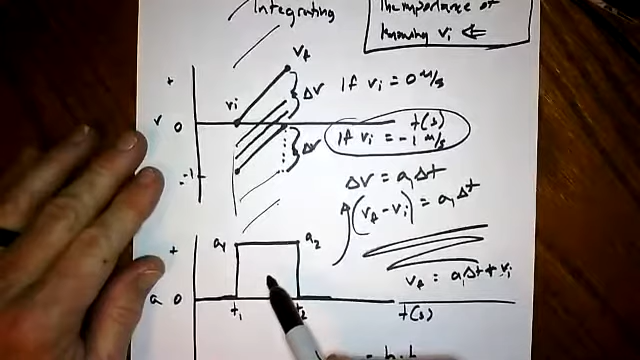 Integrating
The importance of
knowing vi ⇐
vf
+
vi
Δv
if vi = 0 m/s
v 0
t(s)
if vi = -1 m/s
Δv
-1
Δv = a₁Δt
(vf - vi) = a₁Δt
+
a₁
a₂
vf = a₁Δt + vi
a 0
t₁
t₂
t(s)